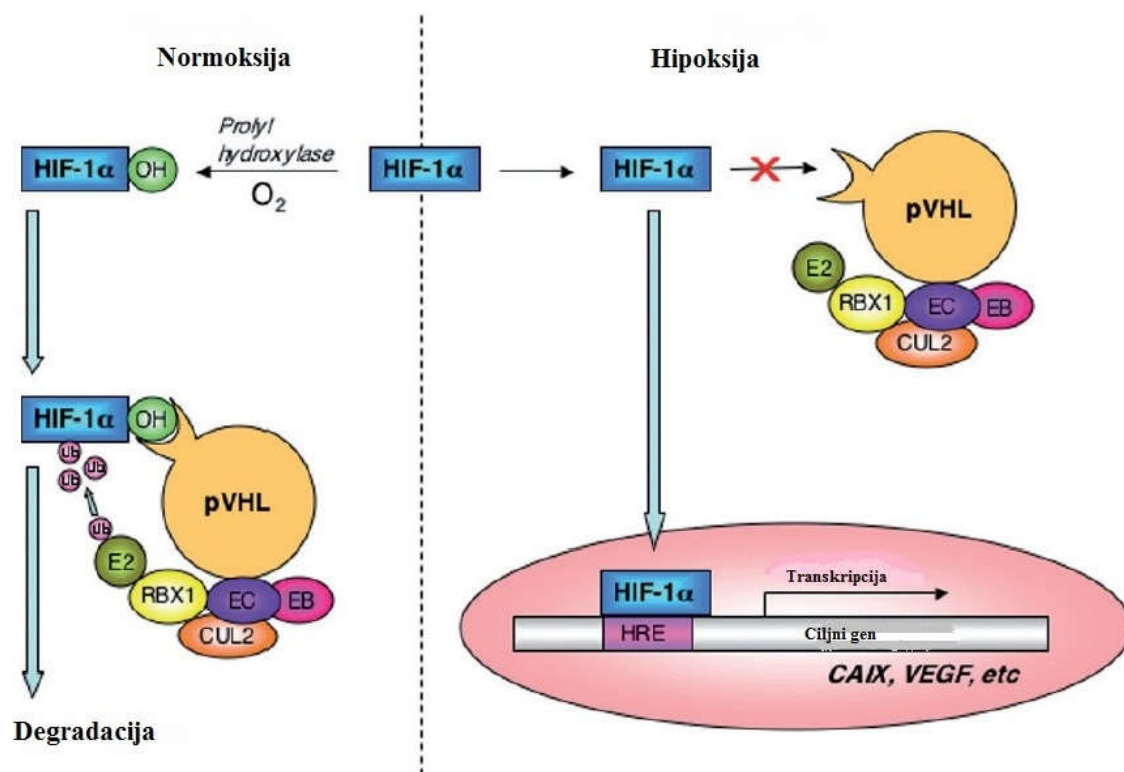 Normoksija
Hipoksija
HIF-1α
OH
Prolyl
hydroxylase
O2
HIF-1α
HIF-1α
pVHL
E2
RBX1
EC
EB
CUL2
HIF-1α
OH
Ub
Ub
Ub
Ub
pVHL
E2
RBX1
EC
EB
CUL2
Degradacija
HIF-1α
HRE
Transkripcija
Ciljni gen
CAIX, VEGF, etc